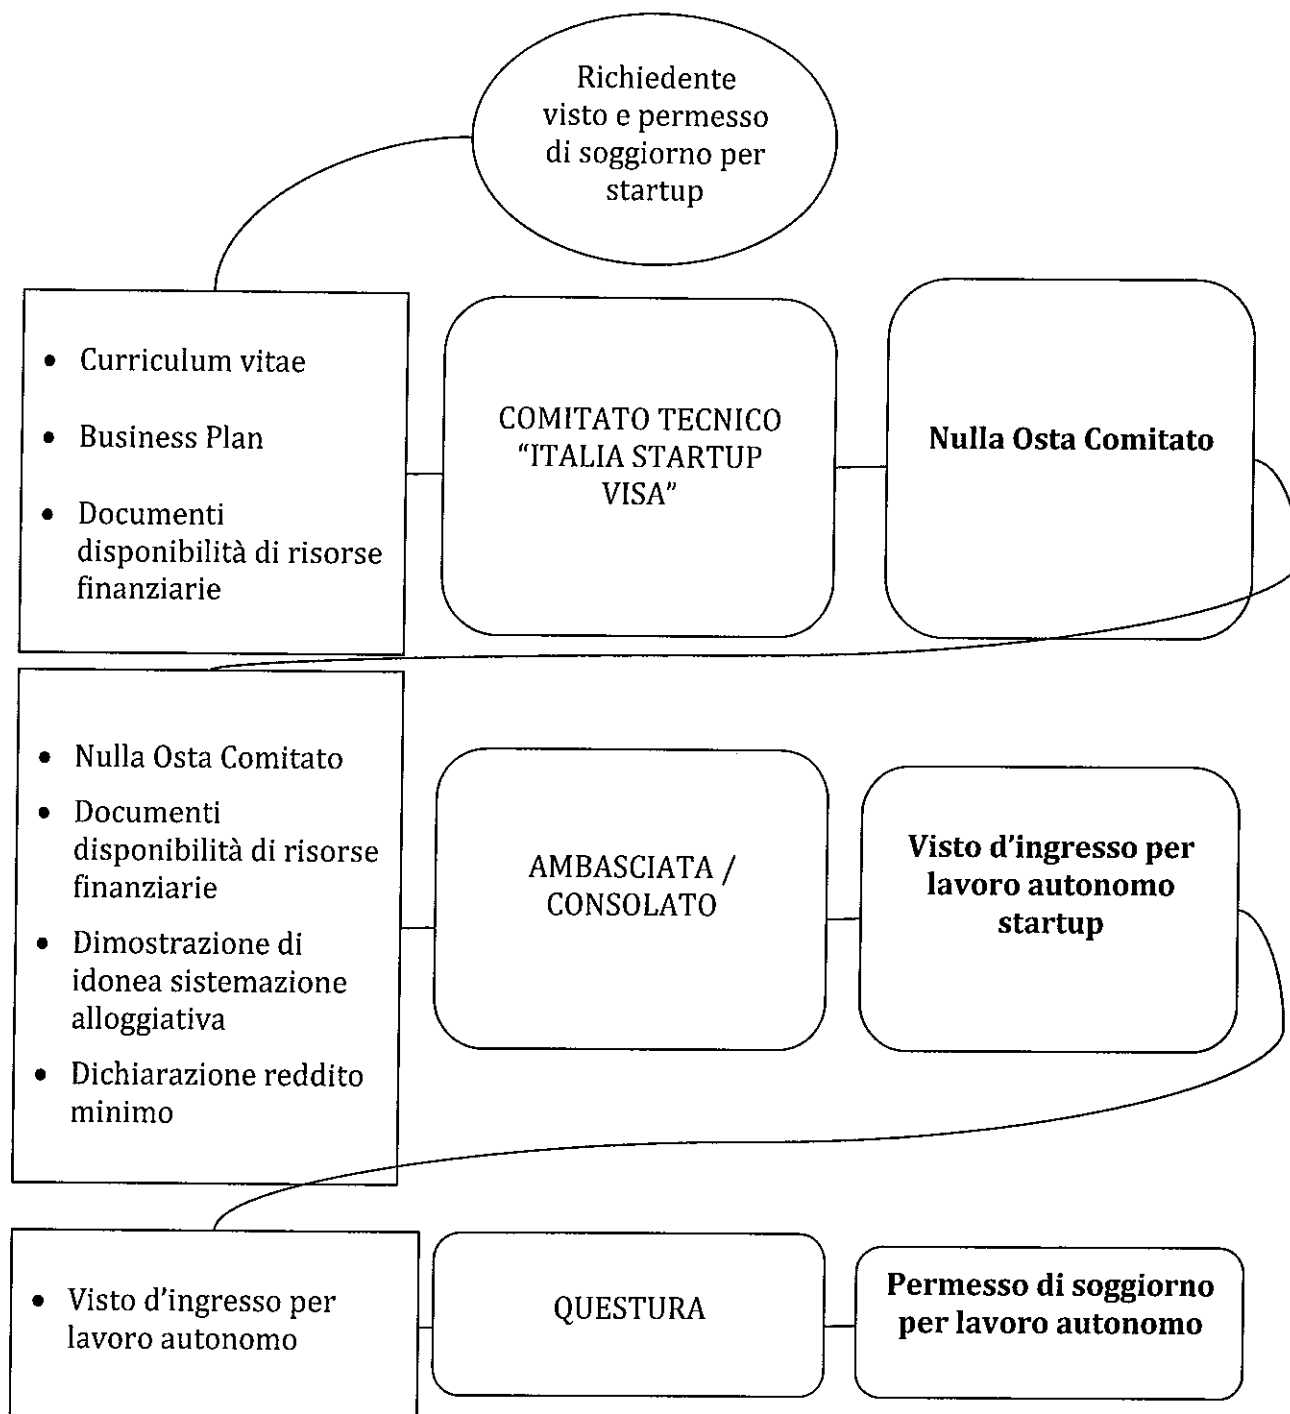 Richiedente
visto e permesso
di soggiorno per
startup
• Curriculum vitae
• Business Plan
• Documenti
disponibilità di risorse
finanziarie
COMITATO TECNICO
“ITALIA STARTUP
VISA”
Nulla Osta Comitato
• Nulla Osta Comitato
• Documenti
disponibilità di risorse
finanziarie
• Dimostrazione di
idonea sistemazione
alloggiativa
• Dichiarazione reddito
minimo
AMBASCIATA /
CONSOLATO
Visto d'ingresso per
lavoro autonomo
startup
• Visto d'ingresso per
lavoro autonomo
QUESTURA
Permesso di soggiorno
per lavoro autonomo